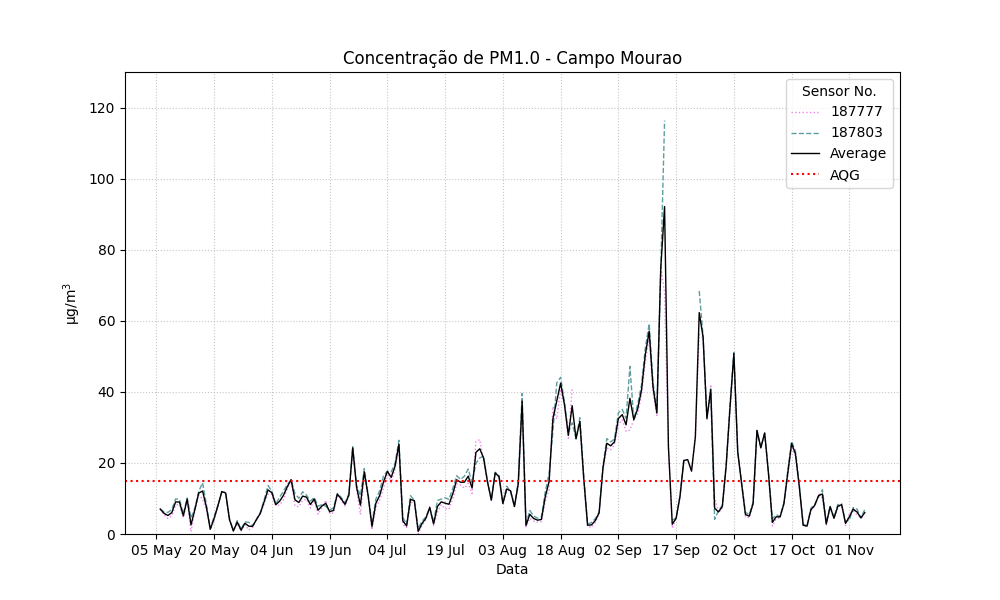 Concentração de PM1.0 - Campo Mourao
Sensor No.
187777
187803
Average
AQG
120
100
80
60
40
20
0
µg/m³
05 May 20 May 04 Jun 19 Jun 04 Jul 19 Jul 03 Aug 18 Aug 02 Sep 17 Sep 02 Oct 17 Oct 01 Nov
Data